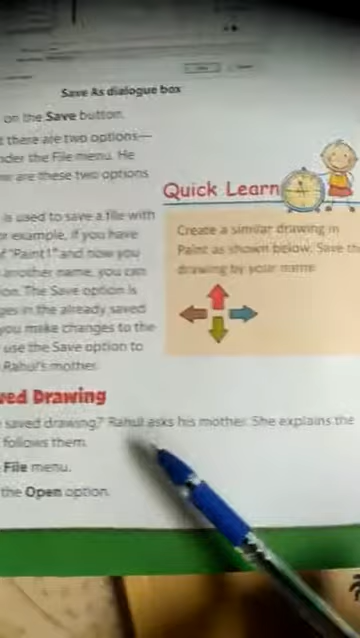 Save As dialogue box
on the Save button.
there are two options—
nder the File menu. He
are these two options
is used to save a file with
or example, if you have
"Paint1" and now you
another name, you can
ion. The Save option is
ges in the already saved
you make changes to the
use the Save option to
Rahul's mother.
Quick Learn
Create a similar drawing in
Paint as shown below. Save the
drawing by your name.
ved Drawing
saved drawing?' Rahul asks his mother. She explains the
follows them.
File menu.
the Open option.